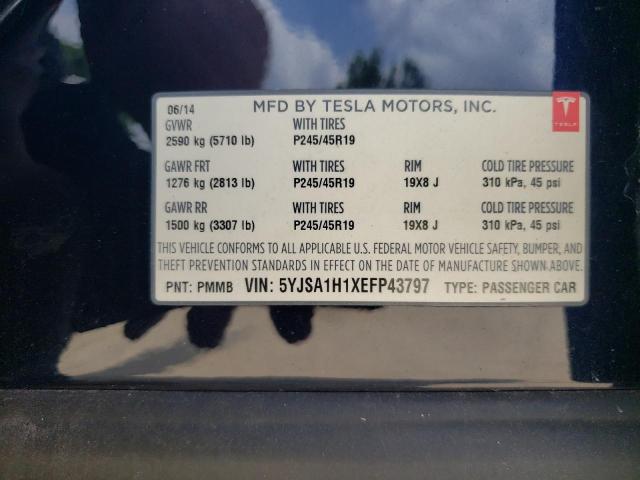 06/14 MFD BY TESLA MOTORS, INC.
GVWR WITH TIRES
2590 kg (5710 lb) P245/45R19
GAWR FRT WITH TIRES RIM COLD TIRE PRESSURE
1276 kg (2813 lb) P245/45R19 19X8 J 310 kPa, 45 psi
GAWR RR WITH TIRES RIM COLD TIRE PRESSURE
1500 kg (3307 lb) P245/45R19 19X8 J 310 kPa, 45 psi
THIS VEHICLE CONFORMS TO ALL APPLICABLE U.S. FEDERAL MOTOR VEHICLE SAFETY, BUMPER, AND
THEFT PREVENTION STANDARDS IN EFFECT ON THE DATE OF MANUFACTURE SHOWN ABOVE.
PNT: PMMB VIN: 5YJSA1H1XEFP43797 TYPE: PASSENGER CAR
TESLA